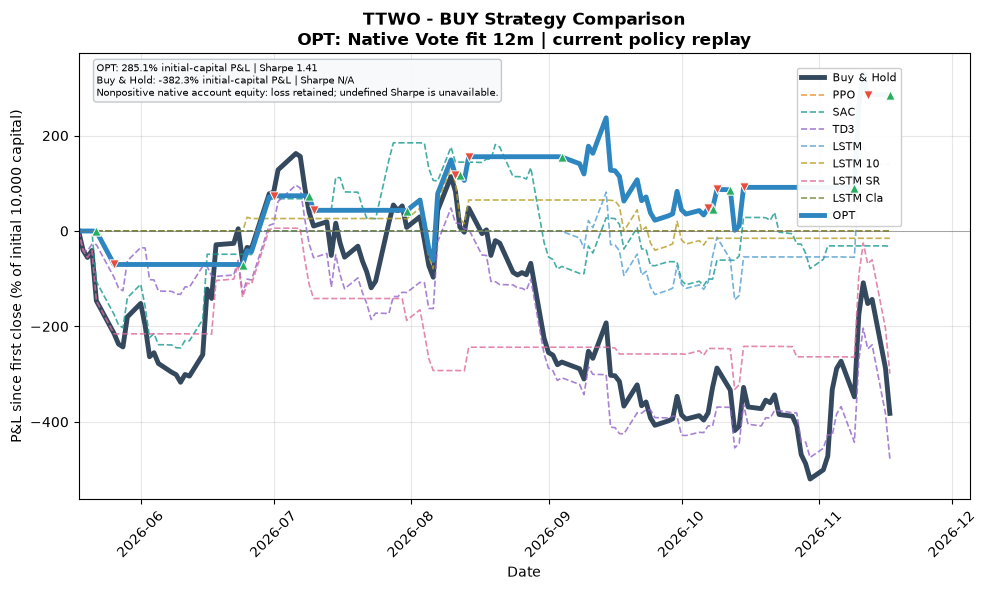 TTWO - BUY Strategy Comparison
OPT: Native Vote fit 12m | current policy replay
OPT: 285.1% initial-capital P&L | Sharpe 1.41
Buy & Hold: -382.3% initial-capital P&L | Sharpe N/A
Nonpositive native account equity: loss retained; undefined Sharpe is unavailable.
Buy & Hold
PPO
SAC
TD3
LSTM
LSTM 10
LSTM SR
LSTM Cla
OPT
P&L since first close (% of initial 10,000 capital)
200
0
−200
−400
2026-06
2026-07
2026-08
2026-09
2026-10
2026-11
2026-12
Date